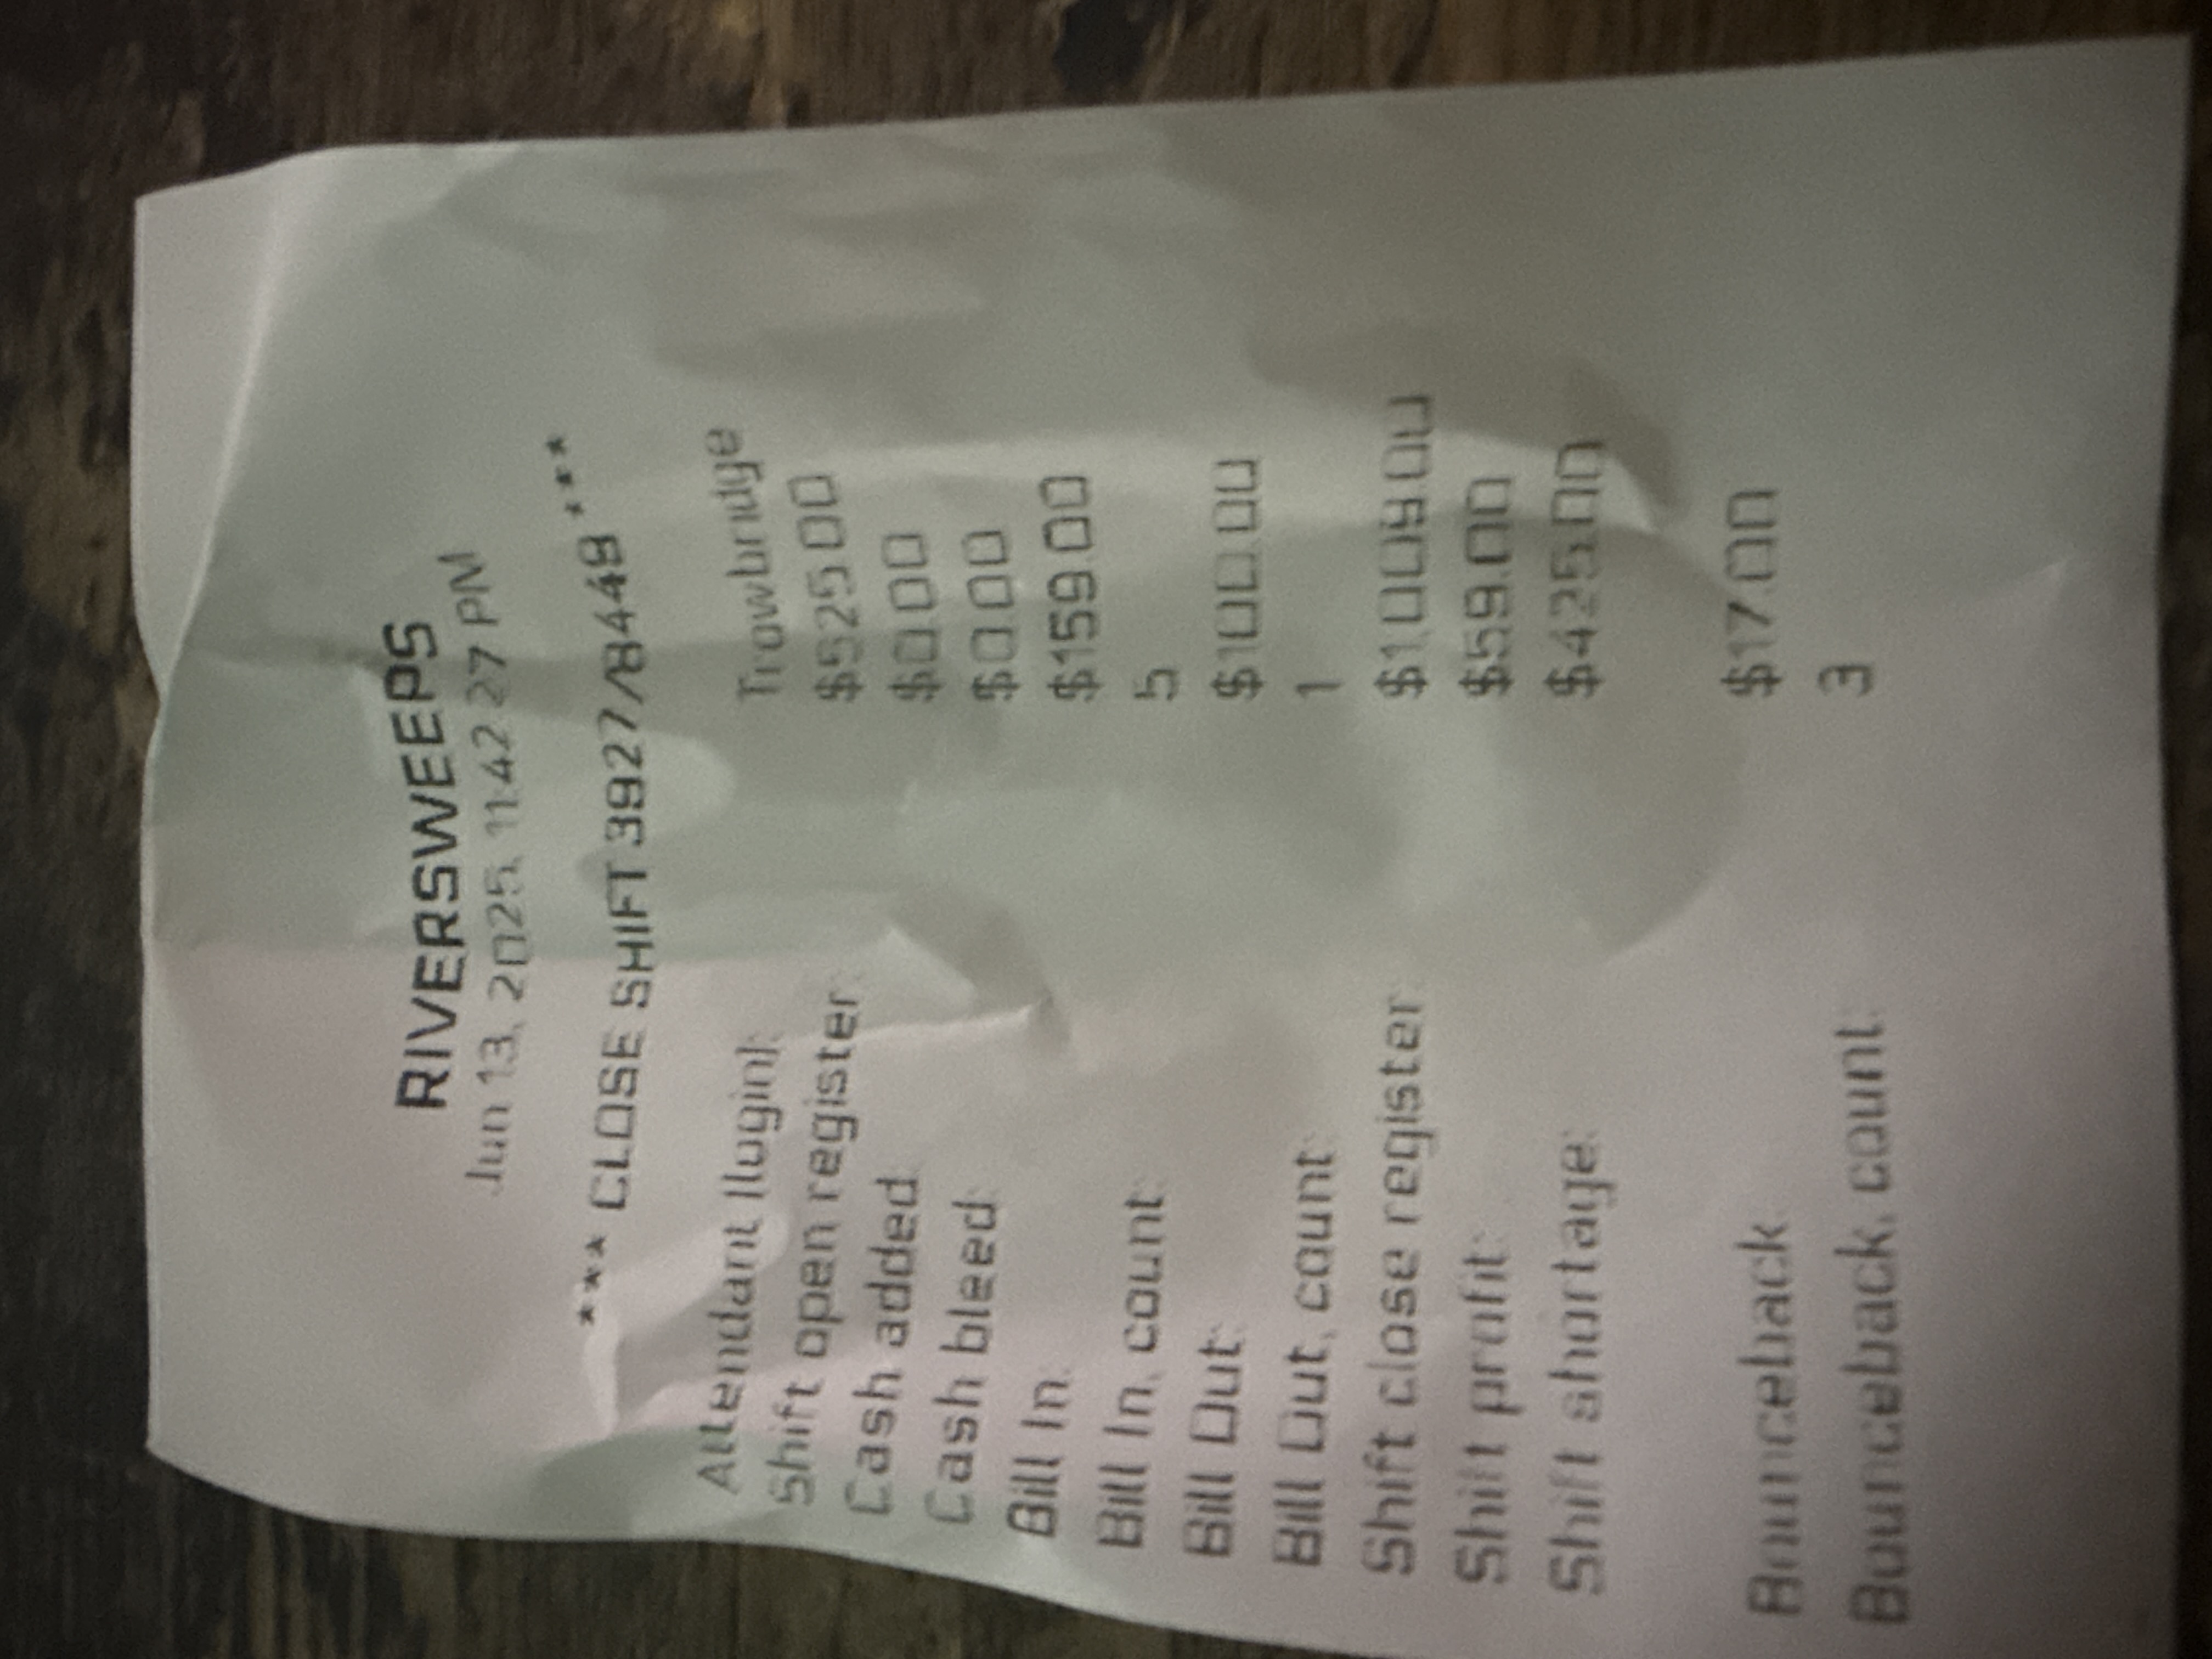 RIVERSWEEPS
Jun 13, 2025, 11:42:27 PM
*** CLOSE SHIFT 3927/8449 ***
Attendant (login): Trowbridge
Shift open register: $525.00
Cash added: $0.00
Cash bleed: $0.00
Bill In: $159.00
Bill In, count: 5
Bill Out: $100.00
Bill Out, count: 1
Shift close register: $1,009.00
Shift profit: $59.00
Shift shortage: $425.00
Bounceback: $17.00
Bounceback, count: 3